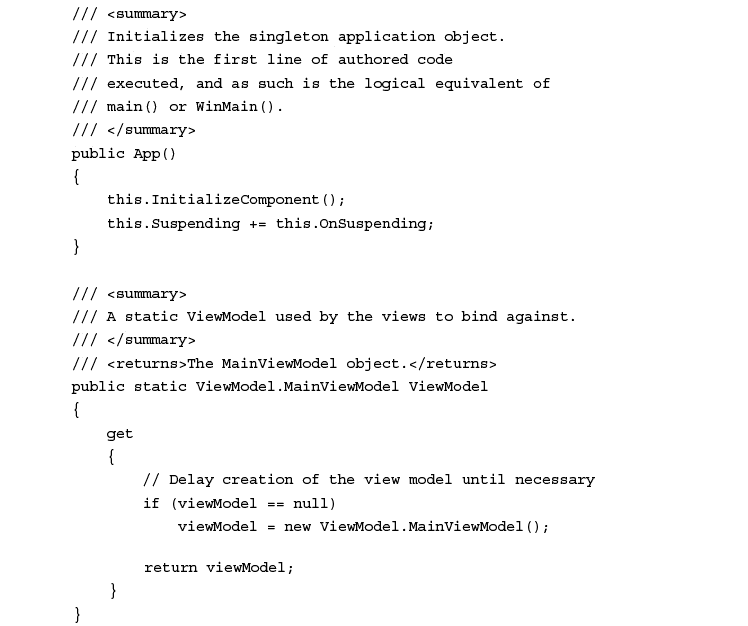 /// <summary>
/// Initializes the singleton application object.
/// This is the first line of authored code
/// executed, and as such is the logical equivalent of
/// main() or WinMain().
/// </summary>
public App()
{
    this.InitializeComponent();
    this.Suspending += this.OnSuspending;
}

/// <summary>
/// A static ViewModel used by the views to bind against.
/// </summary>
/// <returns>The MainViewModel object.</returns>
public static ViewModel.MainViewModel ViewModel
{
    get
    {
        // Delay creation of the view model until necessary
        if (viewModel == null)
            viewModel = new ViewModel.MainViewModel();

        return viewModel;
    }
}